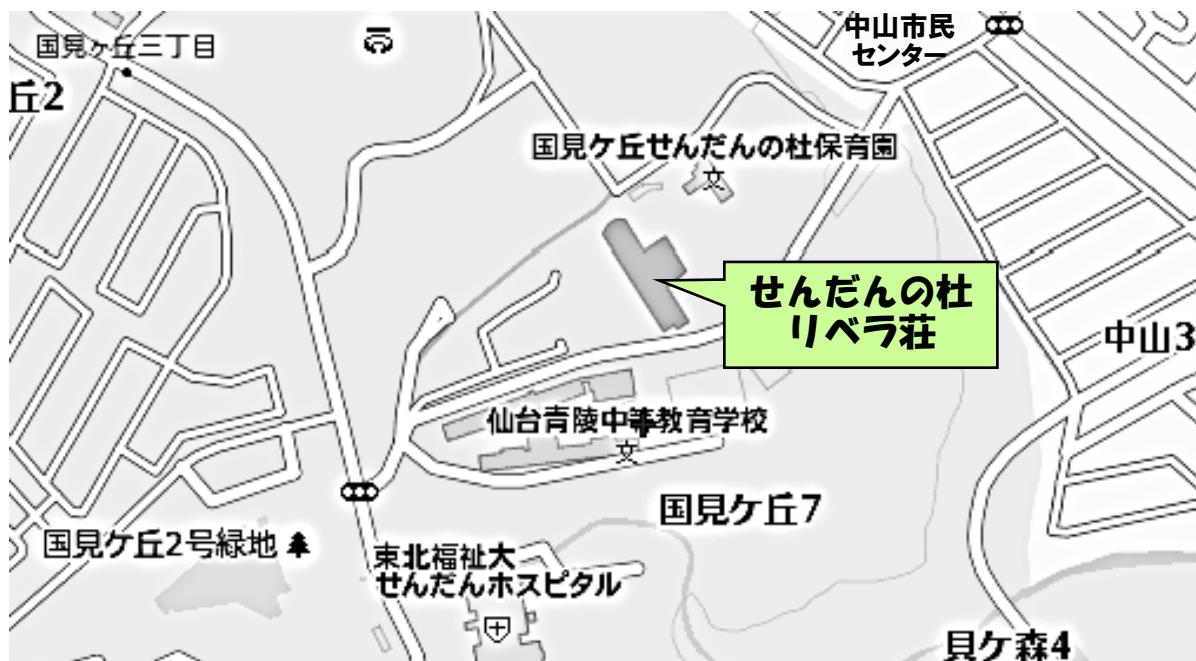 中山市民
センター
国見ヶ丘三丁目
丘2
国見ケ丘せんだんの杜保育園
せんだんの杜
リベラ荘
中山3
仙台青陵中等教育学校
国見ケ丘7
国見ケ丘2号緑地
東北福祉大
せんだんホスピタル
見ケ森4